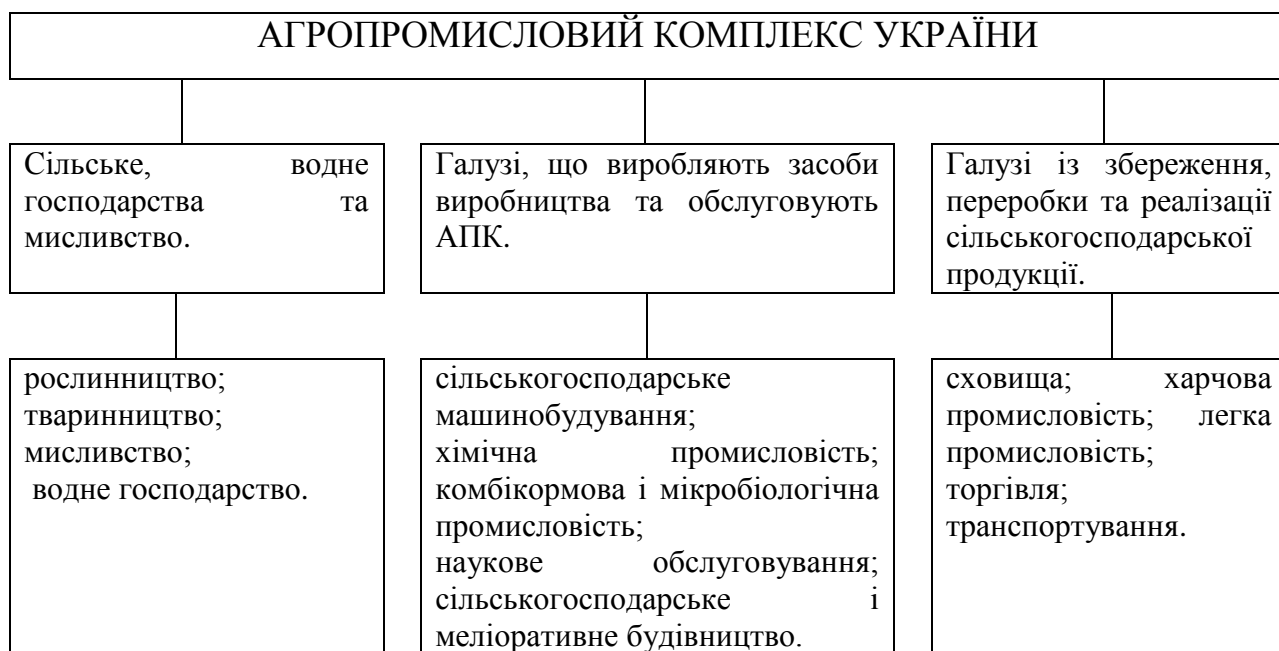 АГРОПРОМИСЛОВИЙ КОМПЛЕКС УКРАЇНИ
Сільське, водне
господарства та
мисливство.
Галузі, що виробляють засоби
виробництва та обслуговують
АПК.
Галузі із збереження,
переробки та реалізації
сільськогосподарської
продукції.
рослинництво;
тваринництво;
мисливство;
водне господарство.
сільськогосподарське
машинобудування;
хімічна промисловість;
комбікормова і мікробіологічна
промисловість;
наукове обслуговування;
сільськогосподарське і
меліоративне будівництво.
сховища; харчова
промисловість; легка
промисловість;
торгівля;
транспортування.